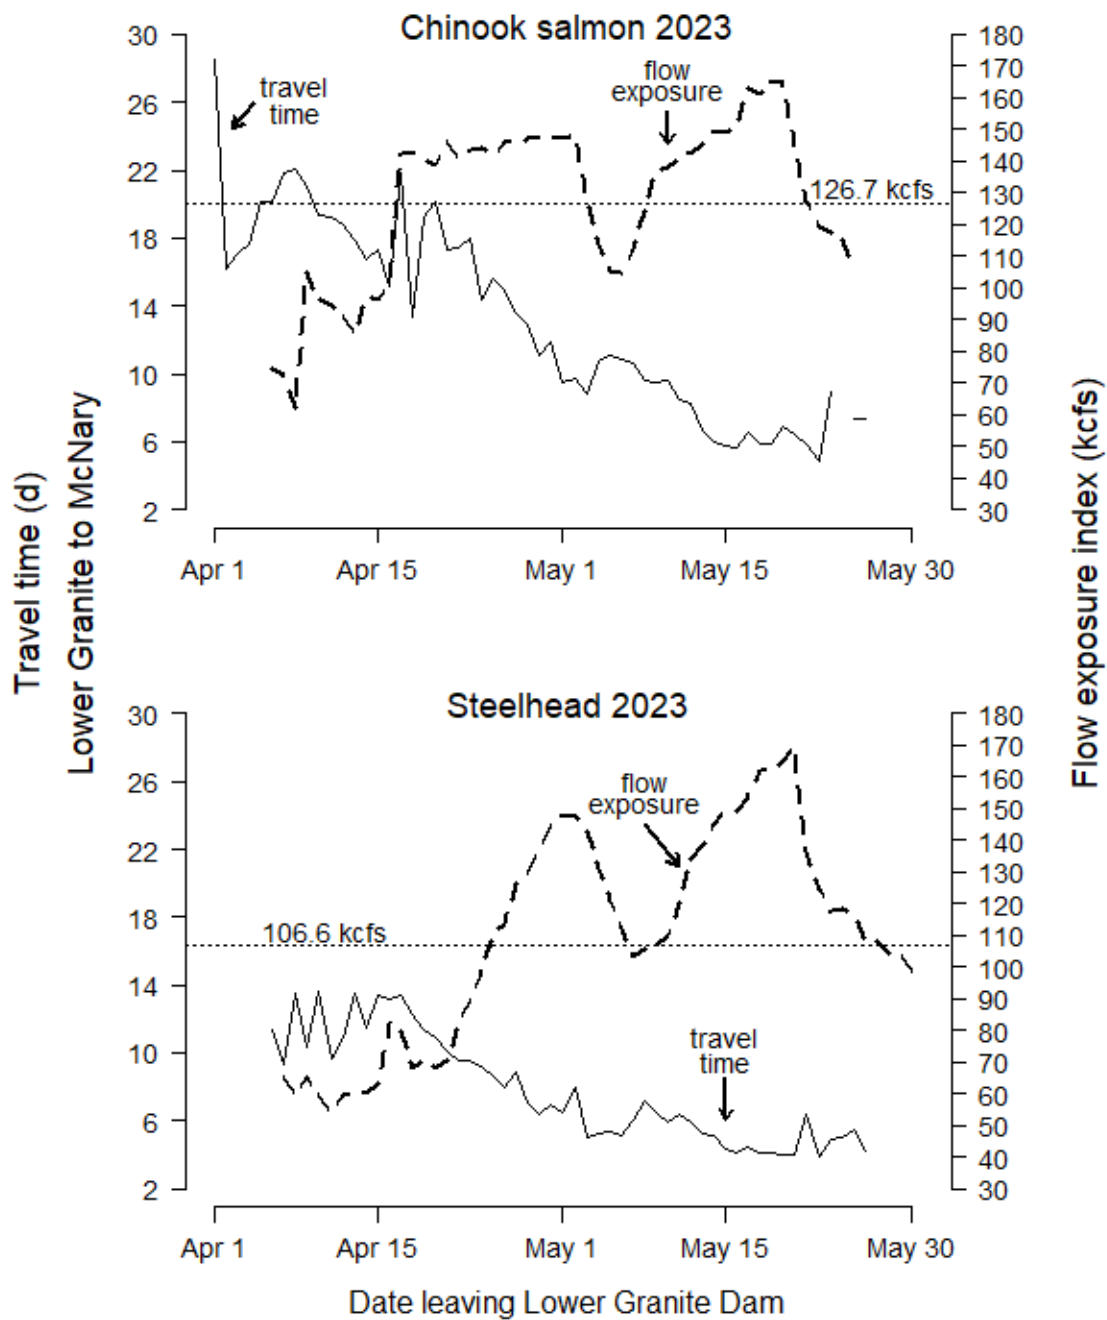 Chinook salmon 2023
30
26
22
18
14
10
6
2
travel
time
flow
exposure
126.7 kcfs
180
170
160
150
140
130
120
110
100
90
80
70
60
50
40
30
Apr 1
Apr 15
May 1
May 15
May 30
Travel time (d)
Lower Granite to McNary
Flow exposure index (kcfs)
Steelhead 2023
30
26
22
18
14
10
6
2
flow
exposure
106.6 kcfs
travel
time
180
170
160
150
140
130
120
110
100
90
80
70
60
50
40
30
Apr 1
Apr 15
May 1
May 15
May 30
Date leaving Lower Granite Dam